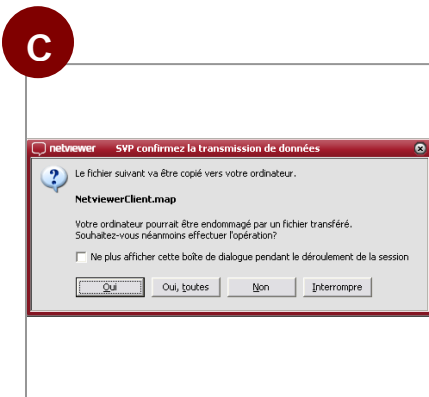 C
netviewer SVP confirmez la transmission de données
Le fichier suivant va être copié vers votre ordinateur.
NetviewerClient.map
Votre ordinateur pourrait être endommagé par un fichier transféré.
Souhaitez-vous néanmoins effectuer l'opération?
Ne plus afficher cette boîte de dialogue pendant le déroulement de la session
Oui Oui, toutes Non Interrompre